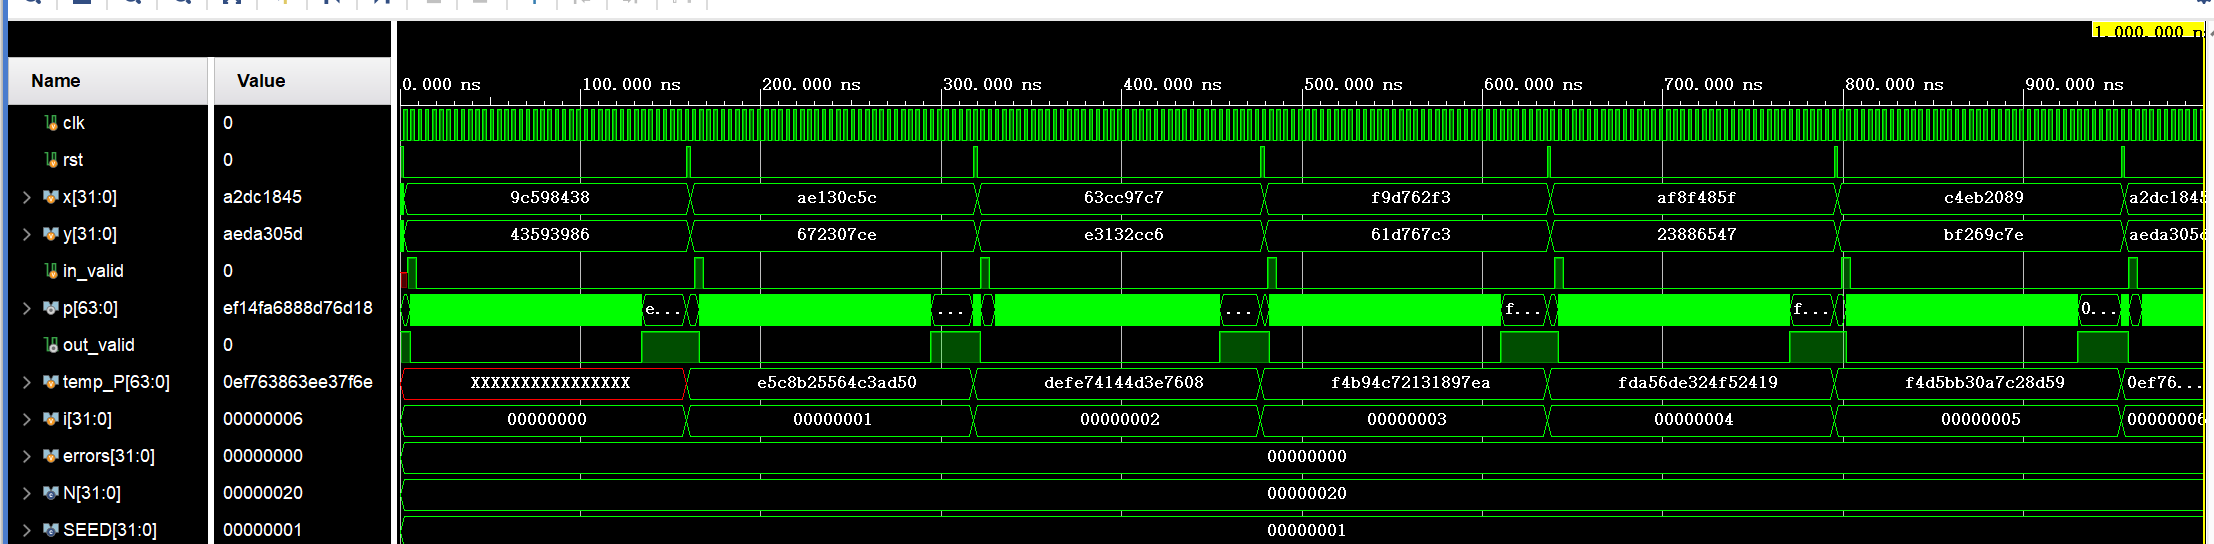 1,000.000 n
Name Value
0.000 ns 100.000 ns 200.000 ns 300.000 ns 400.000 ns 500.000 ns 600.000 ns 700.000 ns 800.000 ns 900.000 ns
clk 0
rst 0
x[31:0] a2dc1845 9c598438 ae130c5c 63cc97c7 f9d762f3 af8f485f c4eb2089 a2dc1845
y[31:0] aeda305d 43593986 672307ce e3132cc6 61d767c3 23886547 bf269c7e aeda305d
in_valid 0
p[63:0] ef14fa6888d76d18 e... ... ... f... f... 0...
out_valid 0
temp_P[63:0] 0ef763863ee37f6e XXXXXXXXXXXXXXXX e5c8b25564c3ad50 defe74144d3e7608 f4b94c72131897ea fda56de324f52419 f4d5bb30a7c28d59 0ef76...
i[31:0] 00000006 00000000 00000001 00000002 00000003 00000004 00000005 00000006
errors[31:0] 00000000 00000000
N[31:0] 00000020 00000020
SEED[31:0] 00000001 00000001